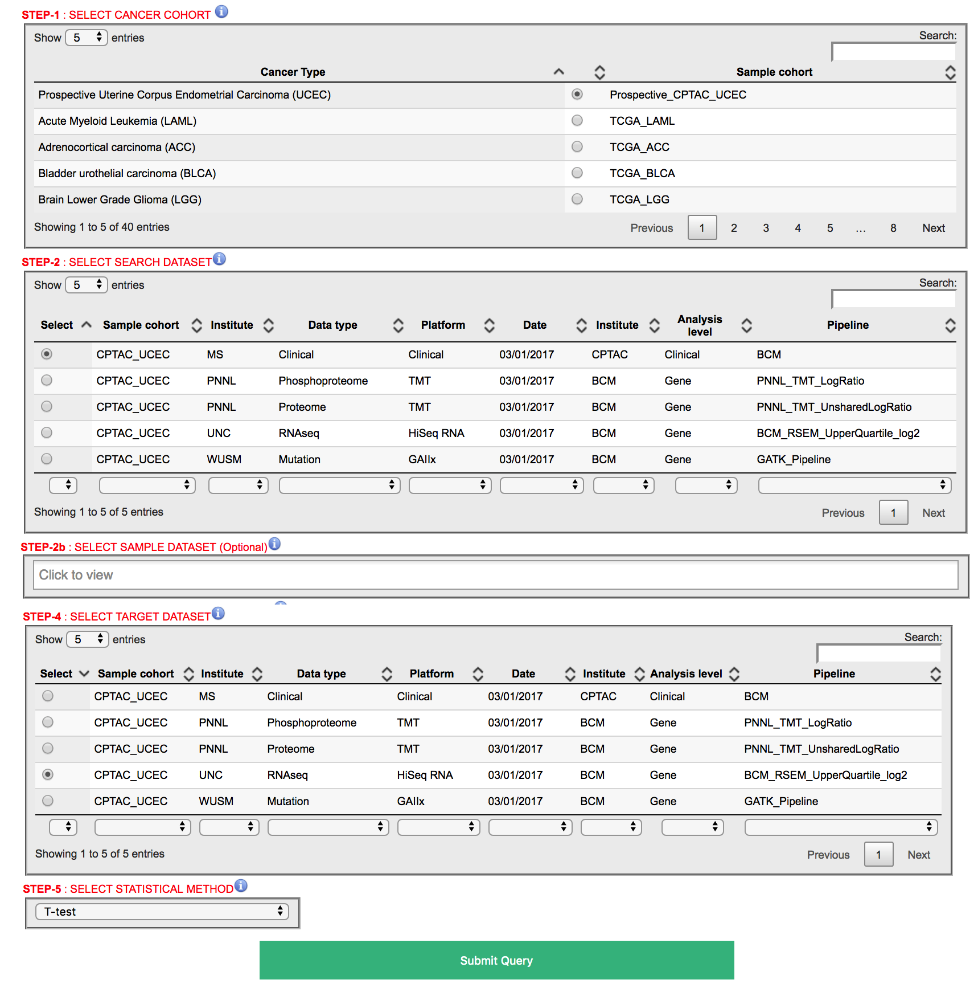 STEP-1 : SELECT CANCER COHORT
Show 5 entries
Search:
Cancer Type Sample cohort
Prospective Uterine Corpus Endometrial Carcinoma (UCEC) Prospective_CPTAC_UCEC
Acute Myeloid Leukemia (LAML) TCGA_LAML
Adrenocortical carcinoma (ACC) TCGA_ACC
Bladder urothelial carcinoma (BLCA) TCGA_BLCA
Brain Lower Grade Glioma (LGG) TCGA_LGG
Showing 1 to 5 of 40 entries Previous 1 2 3 4 5 … 8 Next
STEP-2 : SELECT SEARCH DATASET
Show 5 entries
Search:
Select Sample cohort Institute Data type Platform Date Institute Analysis level Pipeline
CPTAC_UCEC MS Clinical Clinical 03/01/2017 CPTAC Clinical BCM
CPTAC_UCEC PNNL Phosphoproteome TMT 03/01/2017 BCM Gene PNNL_TMT_LogRatio
CPTAC_UCEC PNNL Proteome TMT 03/01/2017 BCM Gene PNNL_TMT_UnsharedLogRatio
CPTAC_UCEC UNC RNAseq HiSeq RNA 03/01/2017 BCM Gene BCM_RSEM_UpperQuartile_log2
CPTAC_UCEC WUSM Mutation GAIIx 03/01/2017 BCM Gene GATK_Pipeline
Showing 1 to 5 of 5 entries Previous 1 Next
STEP-2b : SELECT SAMPLE DATASET (Optional)
Click to view
STEP-4 : SELECT TARGET DATASET
Show 5 entries
Search:
Select Sample cohort Institute Data type Platform Date Institute Analysis level Pipeline
CPTAC_UCEC MS Clinical Clinical 03/01/2017 CPTAC Clinical BCM
CPTAC_UCEC PNNL Phosphoproteome TMT 03/01/2017 BCM Gene PNNL_TMT_LogRatio
CPTAC_UCEC PNNL Proteome TMT 03/01/2017 BCM Gene PNNL_TMT_UnsharedLogRatio
CPTAC_UCEC UNC RNAseq HiSeq RNA 03/01/2017 BCM Gene BCM_RSEM_UpperQuartile_log2
CPTAC_UCEC WUSM Mutation GAIIx 03/01/2017 BCM Gene GATK_Pipeline
Showing 1 to 5 of 5 entries Previous 1 Next
STEP-5 : SELECT STATISTICAL METHOD
T-test
Submit Query